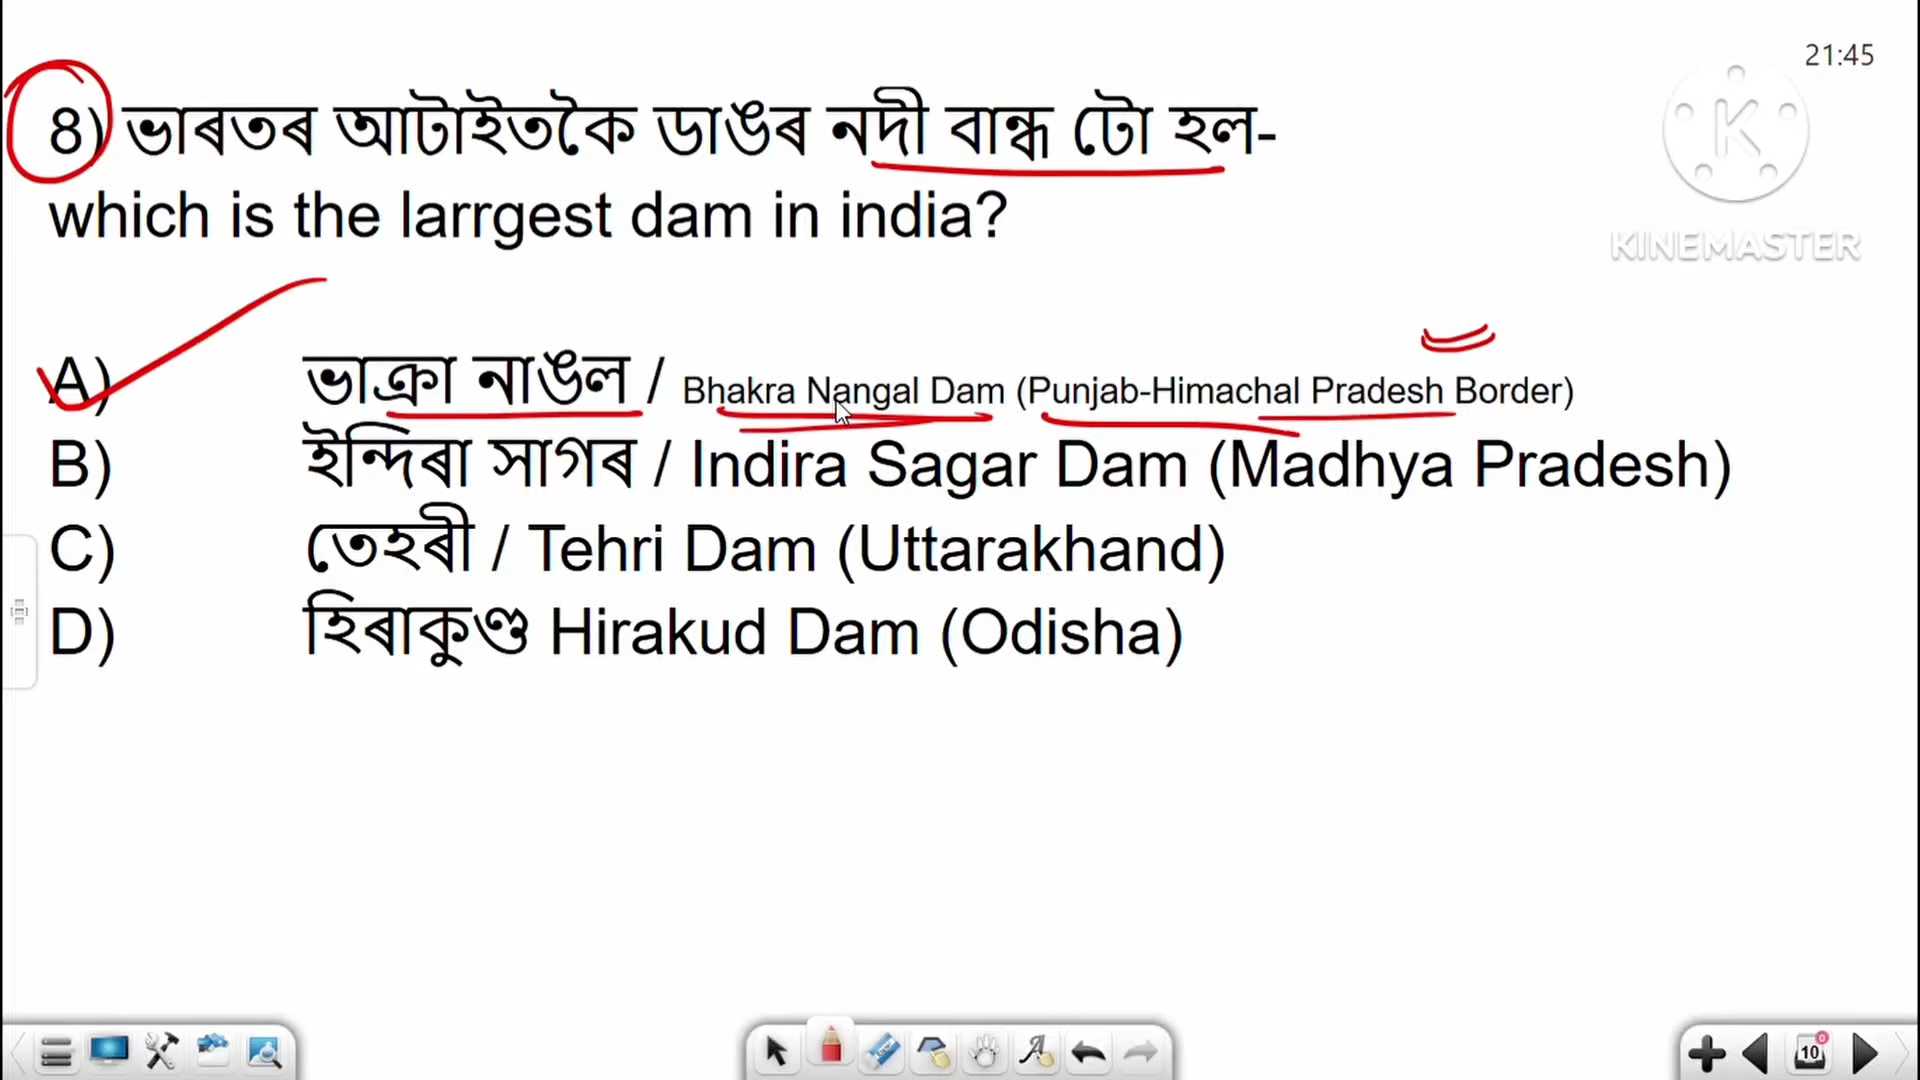 21:45
8) ভাৰতৰ আটাইতকৈ ডাঙৰ নদী বান্ধ টো হল-
KINEMASTER
which is the larrgest dam in india?
A) ভাক্ৰা নাঙল / Bhakra Nangal Dam (Punjab-Himachal Pradesh Border)
B) ইন্দিৰা সাগৰ / Indira Sagar Dam (Madhya Pradesh)
C) তেহৰী / Tehri Dam (Uttarakhand)
D) হিৰাকুণ্ড Hirakud Dam (Odisha)
10
0